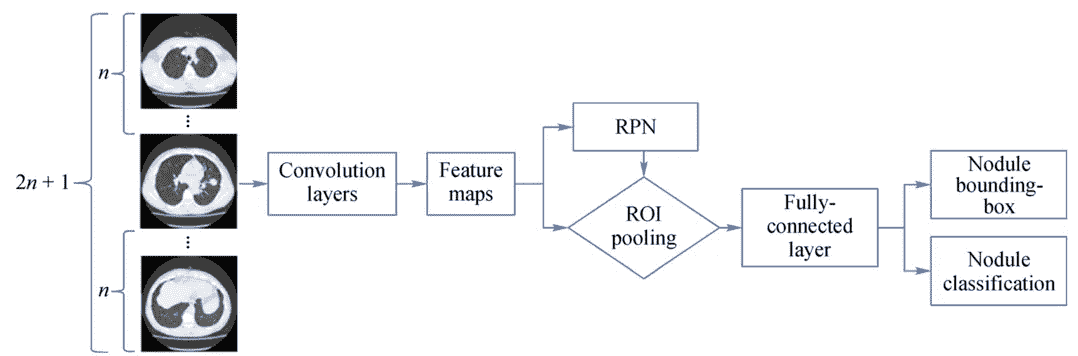 n
⋮
2n + 1
⋮
n
Convolution
layers
Feature
maps
RPN
ROI
pooling
Fully-
connected
layer
Nodule
bounding-
box
Nodule
classification